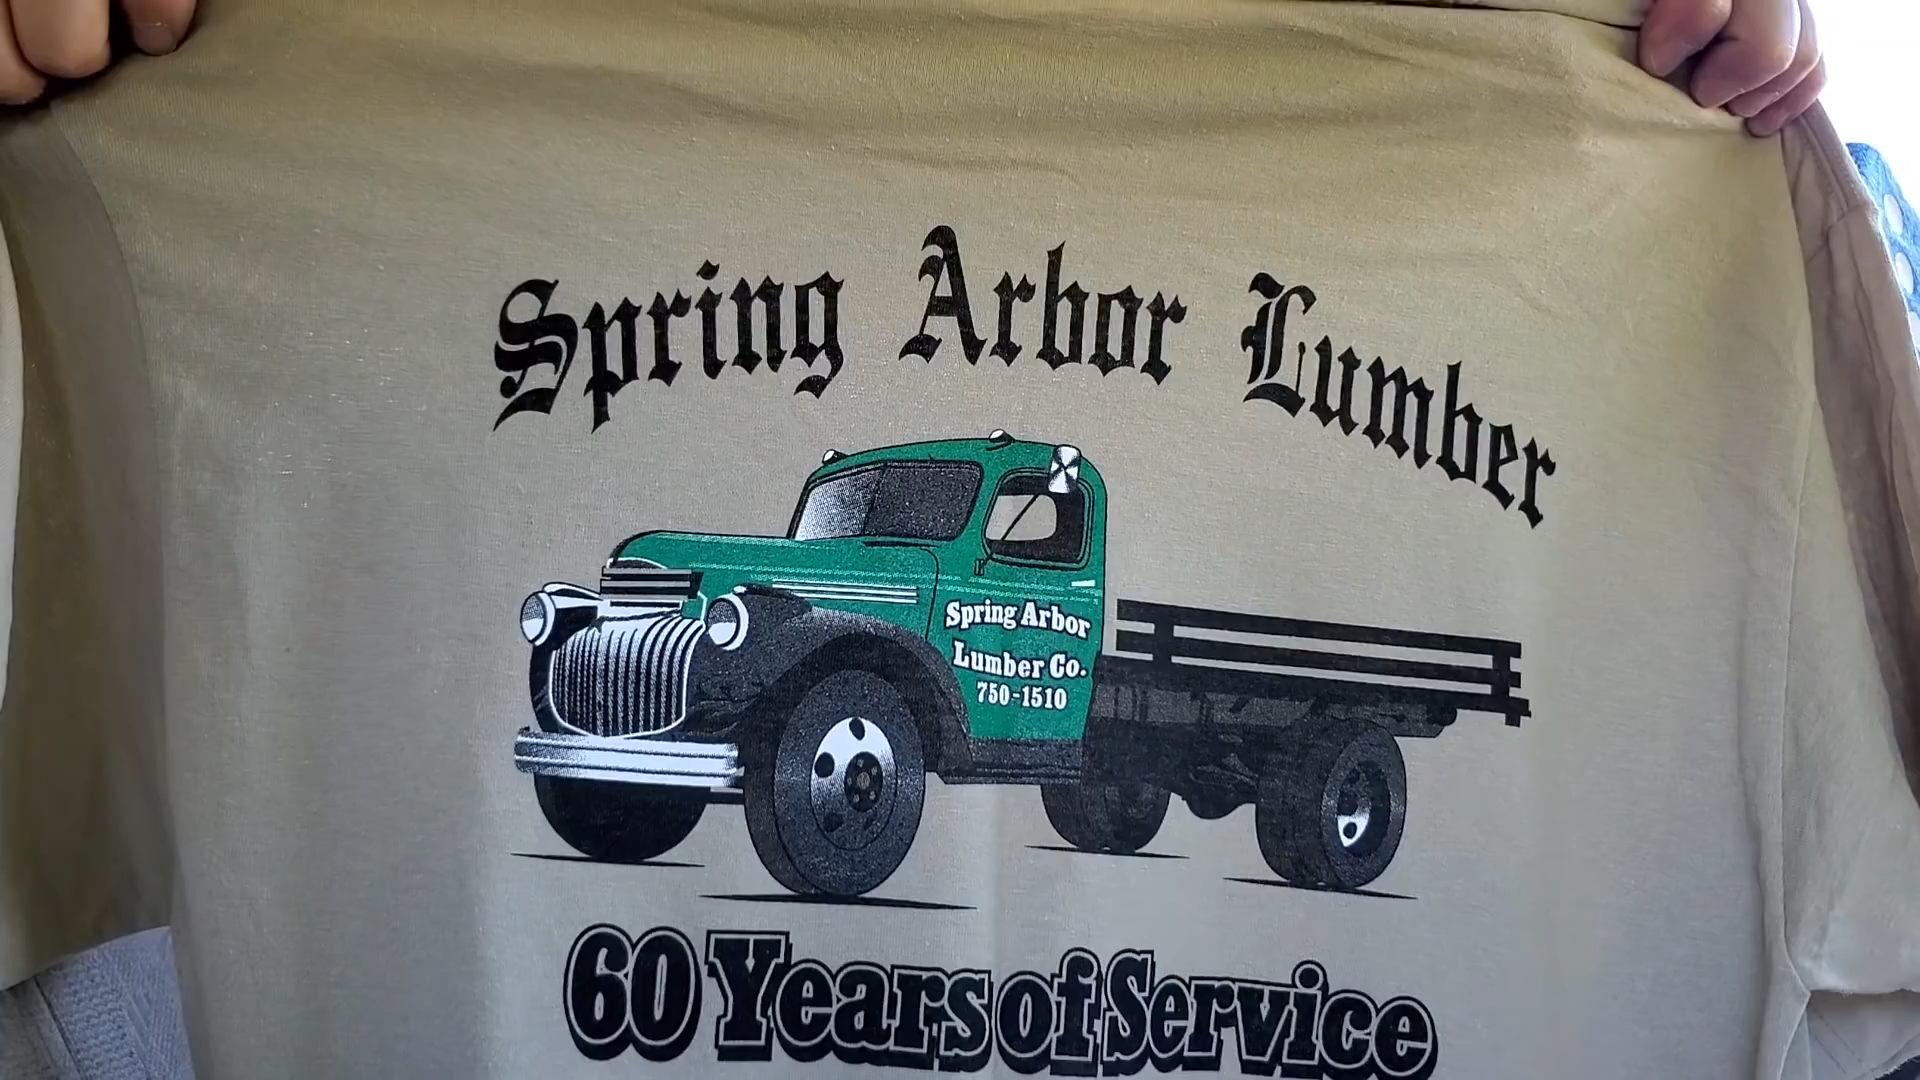 Spring Arbor Lumber
Spring Arbor
Lumber Co.
750-1510
60 Years of Service